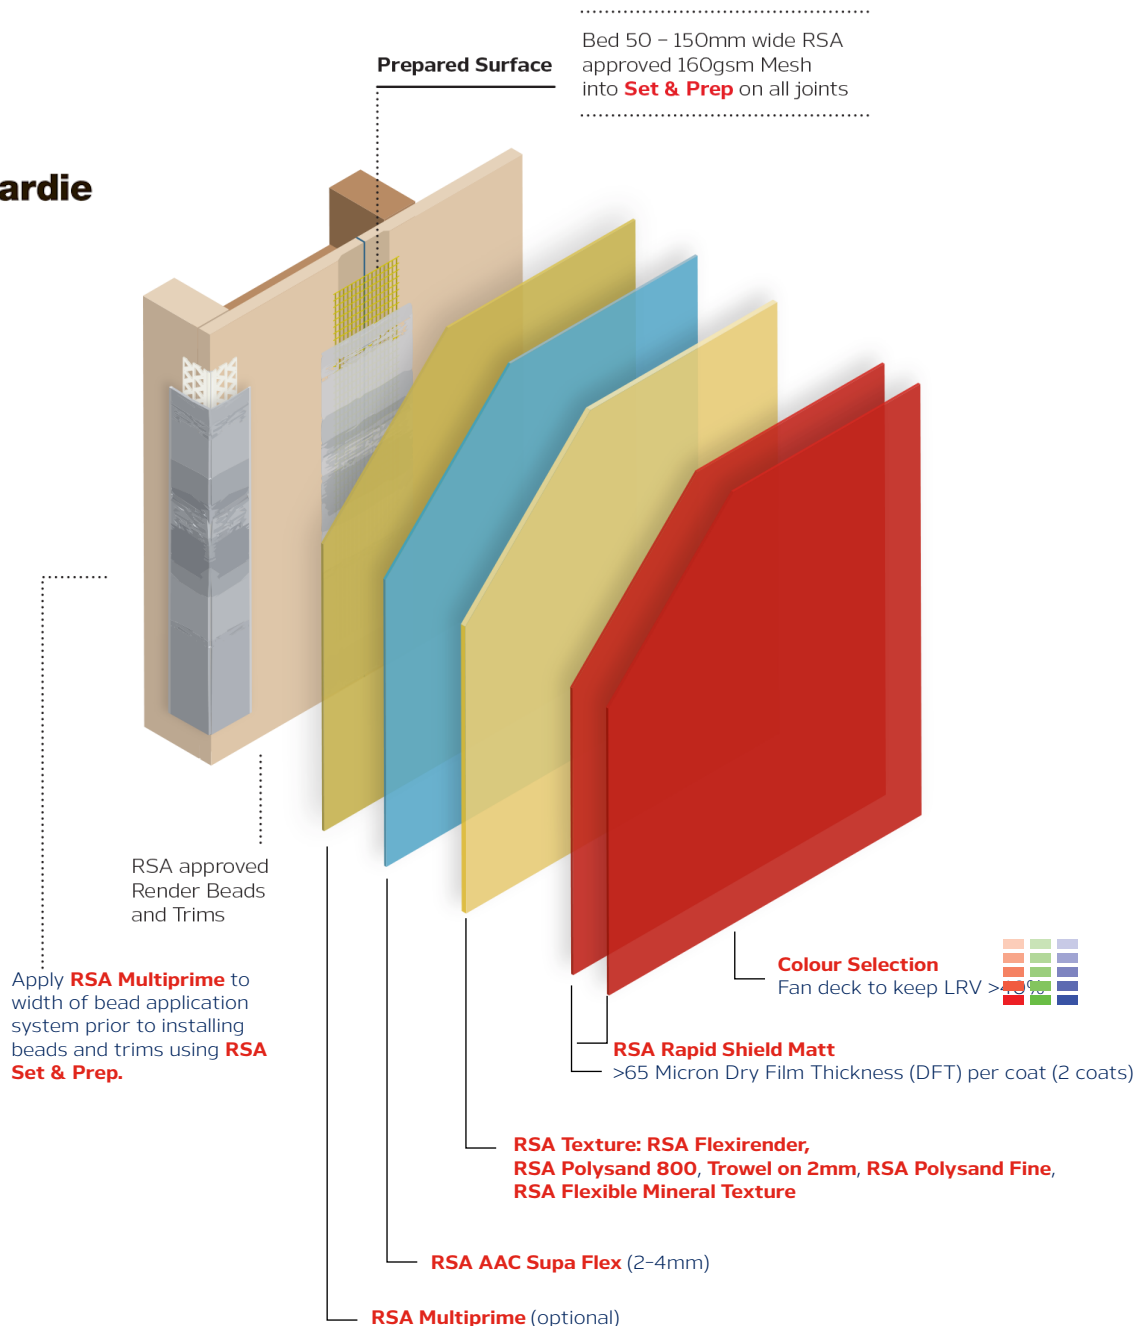 Prepared Surface
Bed 50 – 150mm wide RSA
approved 160gsm Mesh
into Set & Prep on all joints
ardie
RSA approved
Render Beads
and Trims
Apply RSA Multiprime to
width of bead application
system prior to installing
beads and trims using RSA
Set & Prep.
Colour Selection
Fan deck to keep LRV >40%
RSA Rapid Shield Matt
>65 Micron Dry Film Thickness (DFT) per coat (2 coats)
RSA Texture: RSA Flexirender,
RSA Polysand 800, Trowel on 2mm, RSA Polysand Fine,
RSA Flexible Mineral Texture
RSA AAC Supa Flex (2-4mm)
RSA Multiprime (optional)